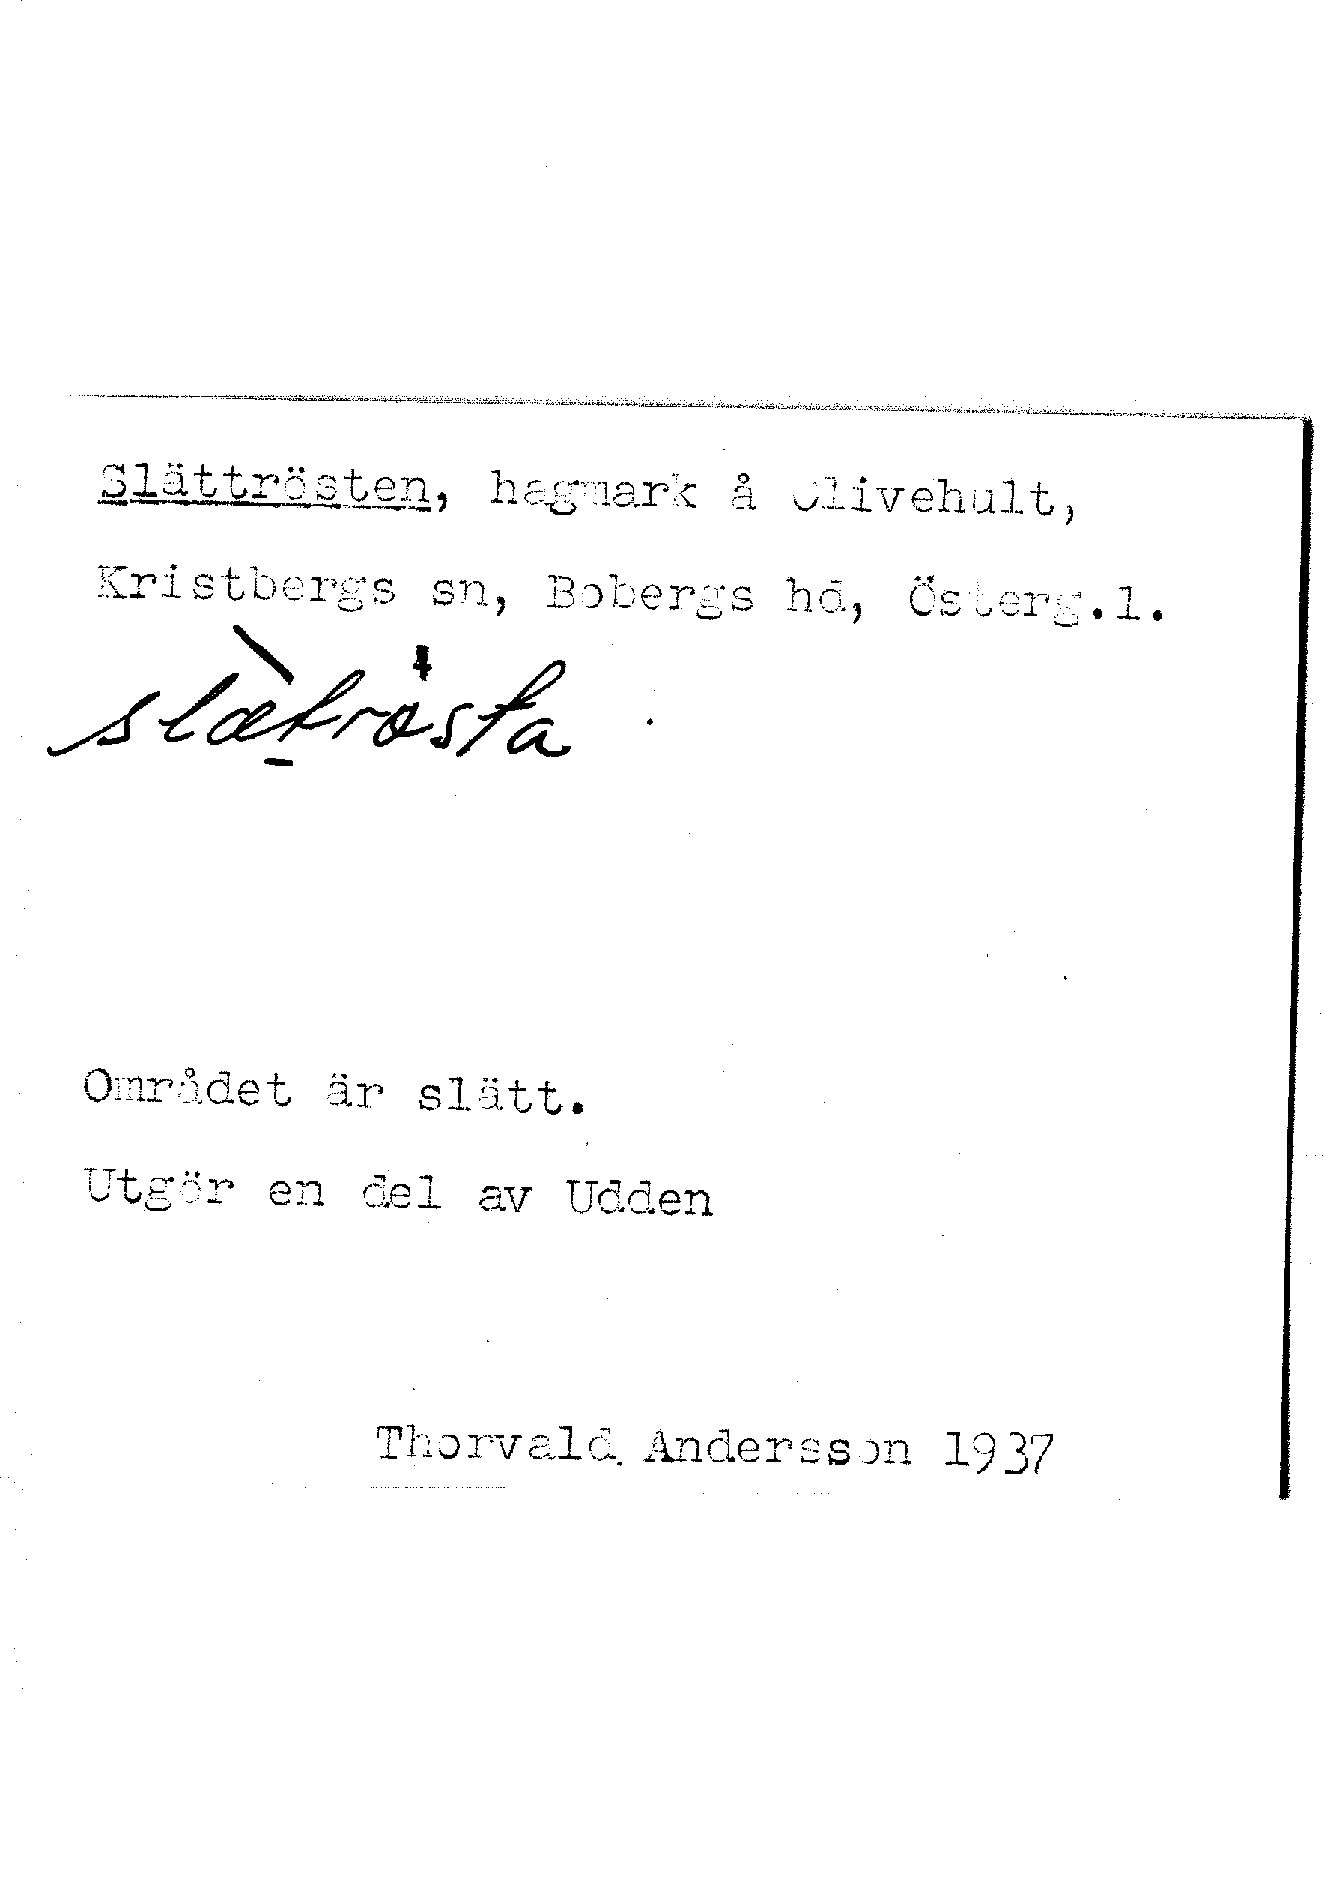 Slättrösten, hagmark å Olivehult,
Kristbergs sn, Bobergs hd, Österg.l.
slætrösta
Området är slätt.
Utgör en del av Udden
Thorvald Andersson 1937